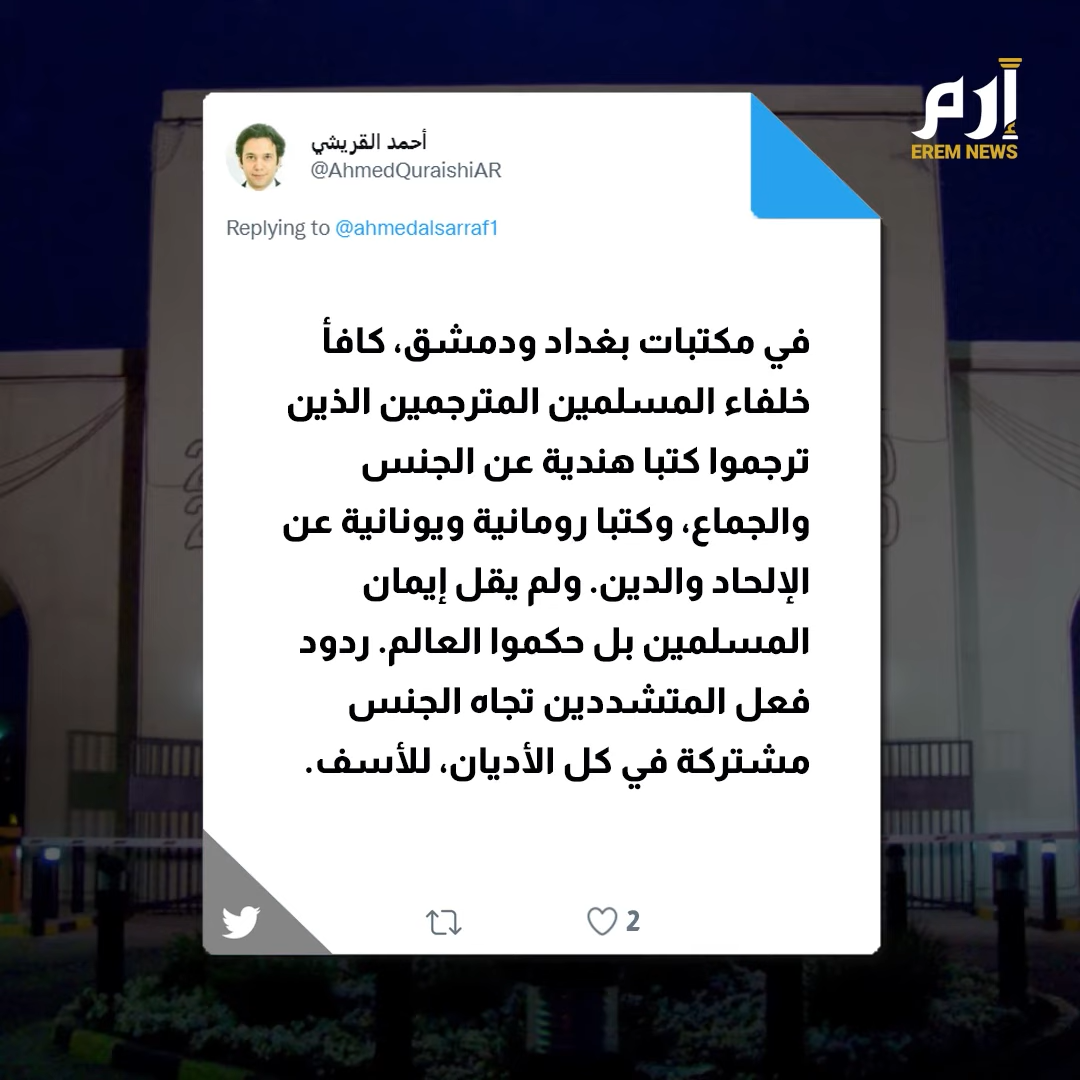 إرم
EREM NEWS
أحمد القريشي
@AhmedQuraishiAR
Replying to @ahmedalsarraf1
في مكتبات بغداد ودمشق، كافأ
خلفاء المسلمين المترجمين الذين
ترجموا كتبا هندية عن الجنس
والجماع، وكتبا رومانية ويونانية عن
الإلحاد والدين. ولم يقل إيمان
المسلمين بل حكموا العالم. ردود
فعل المتشددين تجاه الجنس
مشتركة في كل الأديان، للأسف.
2